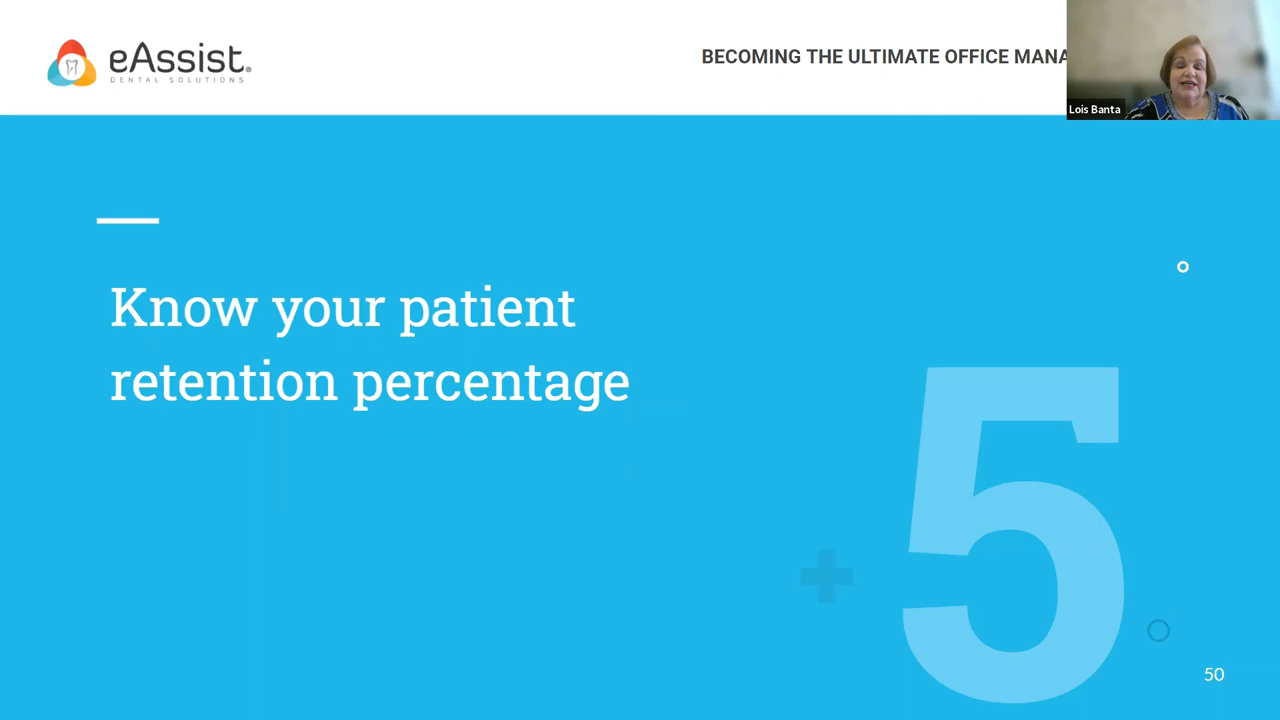 eAssist®
DENTAL SOLUTIONS
BECOMING THE ULTIMATE OFFICE MANA
Lois Banta
Know your patient
retention percentage
5
50